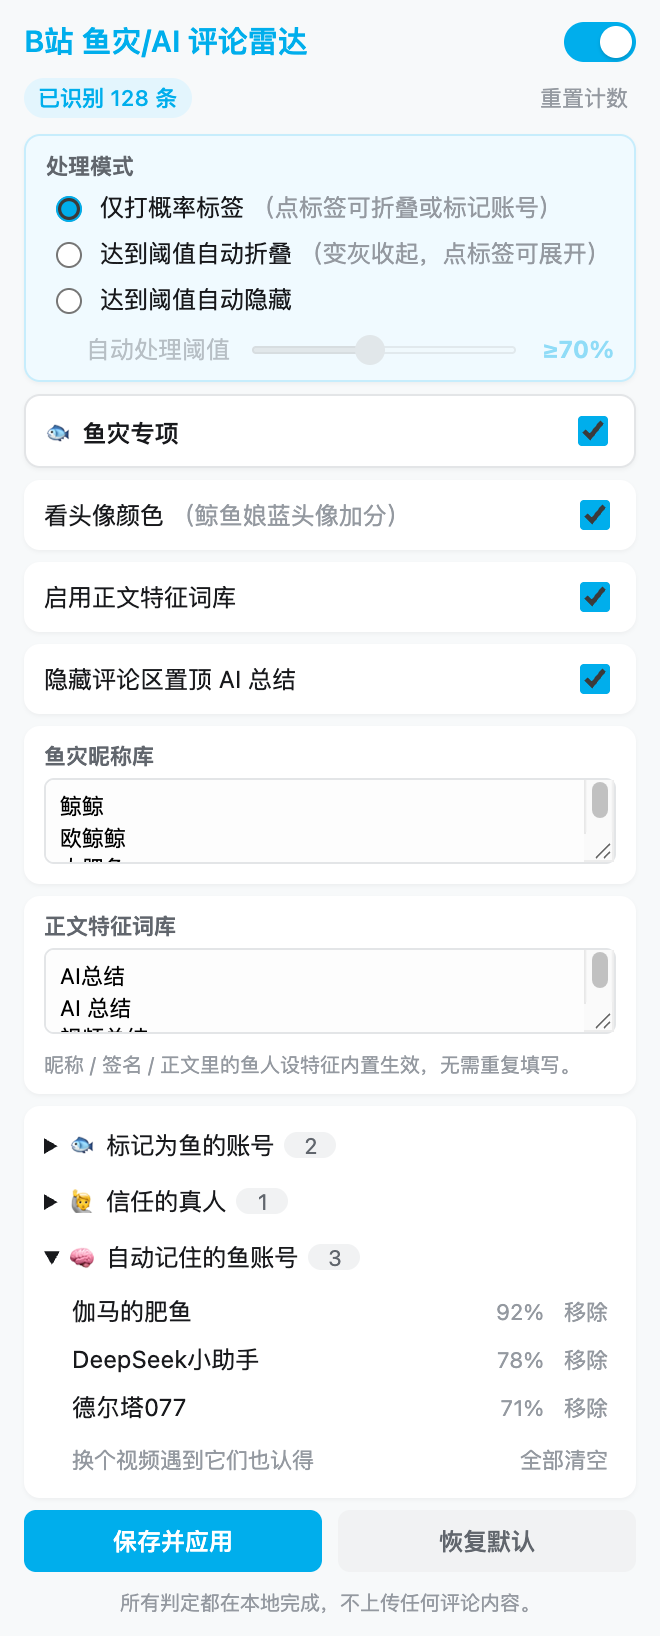 B站 鱼灾/AI 评论雷达
已识别 128 条
重置计数
处理模式
仅打概率标签 （点标签可折叠或标记账号）
达到阈值自动折叠 （变灰收起，点标签可展开）
达到阈值自动隐藏
自动处理阈值 ≥70%
🐟 鱼灾专项
看头像颜色 （鲸鱼娘蓝头像加分）
启用正文特征词库
隐藏评论区置顶 AI 总结
鱼灾昵称库
鲸鲸
欧鲸鲸
正文特征词库
AI总结
AI 总结
昵称 / 签名 / 正文里的鱼人设特征内置生效，无需重复填写。
标记为鱼的账号 2
信任的真人 1
自动记住的鱼账号 3
伽马的肥鱼 92% 移除
DeepSeek小助手 78% 移除
德尔塔077 71% 移除
换个视频遇到它们也认得 全部清空
保存并应用 恢复默认
所有判定都在本地完成，不上传任何评论内容。